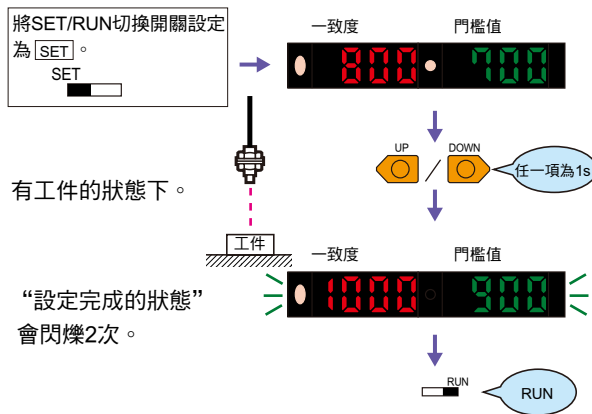 將SET/RUN切換開關設定
為 SET 。
SET
一致度 門檻值
800 700
UP DOWN
/
任一項為1s
有工件的狀態下。
工件
一致度 門檻值
1000 900
“設定完成的狀態”
會閃爍2次。
RUN
RUN